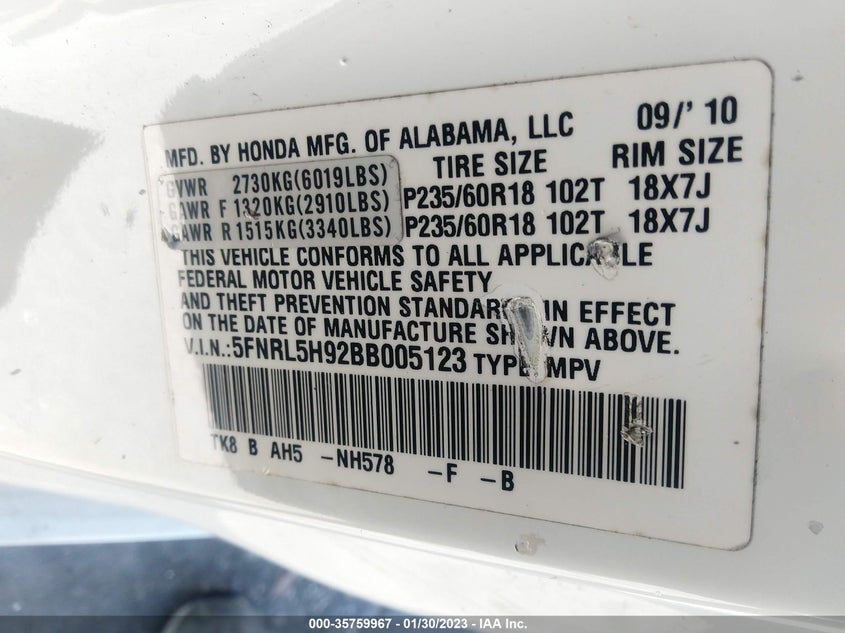 MFD. BY HONDA MFG. OF ALABAMA, LLC 09/'10
TIRE SIZE RIM SIZE
GVWR 2730KG(6019LBS)
GAWR F 1320KG(2910LBS) P235/60R18 102T 18X7J
GAWR R 1515KG(3340LBS) P235/60R18 102T 18X7J
THIS VEHICLE CONFORMS TO ALL APPLICABLE
FEDERAL MOTOR VEHICLE SAFETY
AND THEFT PREVENTION STANDARDS IN EFFECT
ON THE DATE OF MANUFACTURE SHOWN ABOVE.
V.I.N.:5FNRL5H92BB005123 TYPE:MPV
TK8 B AH5 -NH578 -F -B
000-35759967 - 01/30/2023 - IAA Inc.